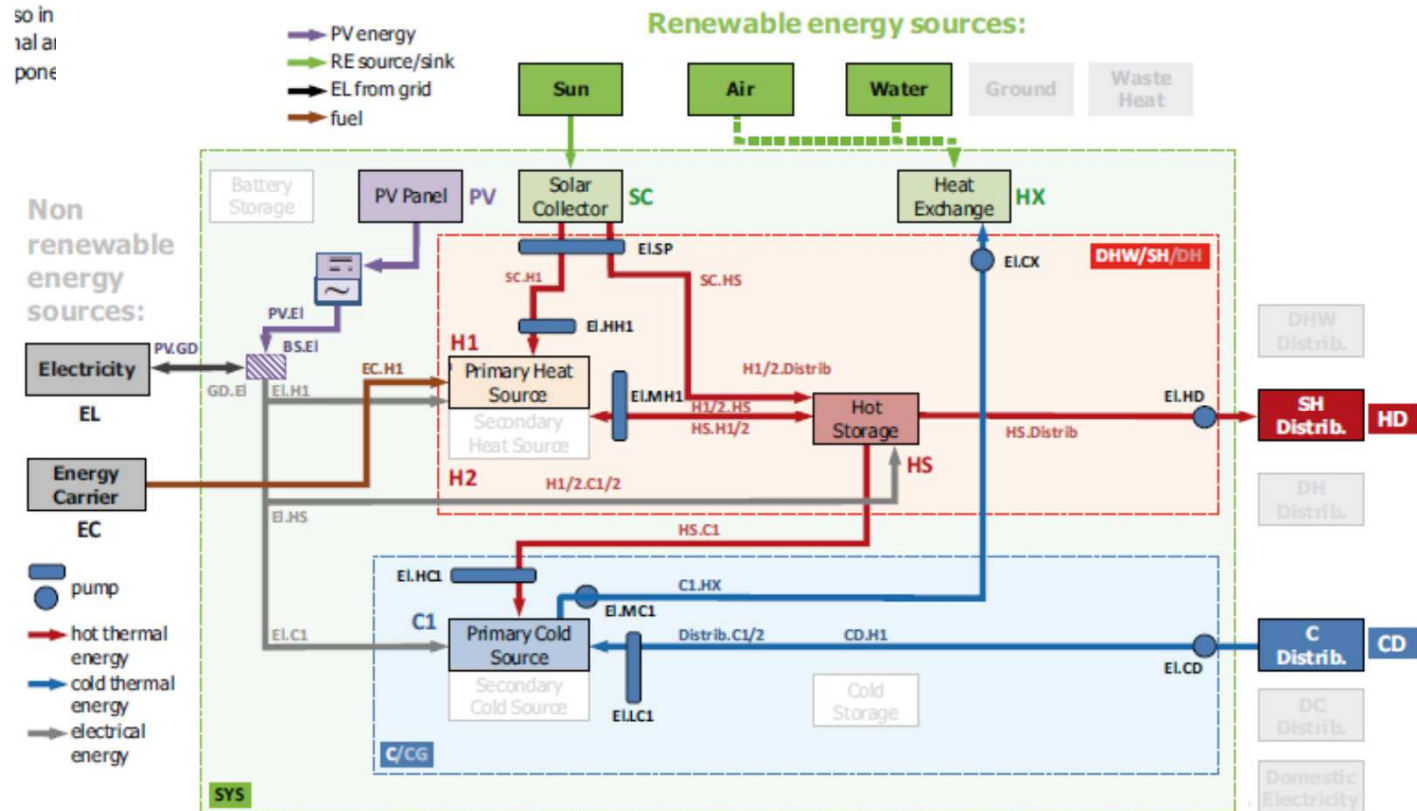 so in
nal a
pone
PV energy
RE source/sink
EL from grid
fuel
Renewable energy sources:
Sun
Air
Water
Ground
Waste
Heat
Non
renewable
energy
sources:
Battery
Storage
PV Panel
PV
Solar
Collector
SC
Heat
Exchange
HX
El.SP
El.CX
DHW/SH/DH
SC.H1
SC.HS
PV.El
El.HH1
DHW
Distrib.
PV.GD
BS.El
H1
Electricity
EL
GD.El
El.H1
EC.H1
Primary Heat
Source
Secondary
Heat Source
H2
El.MH1
H1/2.Distrib
H1/2.HS
HS.H1/2
Hot
Storage
HS
HS.Distrib
El.HD
SH
Distrib.
HD
Energy
Carrier
EC
H1/2.C1/2
El.HS
DH
Distrib.
HS.C1
pump
hot thermal
energy
cold thermal
energy
electrical
energy
El.HC1
C1.HX
El.MC1
C1
El.C1
Primary Cold
Source
Secondary
Cold Source
Distrib.C1/2
CD.H1
El.LC1
Cold
Storage
El.CD
C
Distrib.
CD
DC
Distrib.
C/CG
SYS
Domestic
Electricity